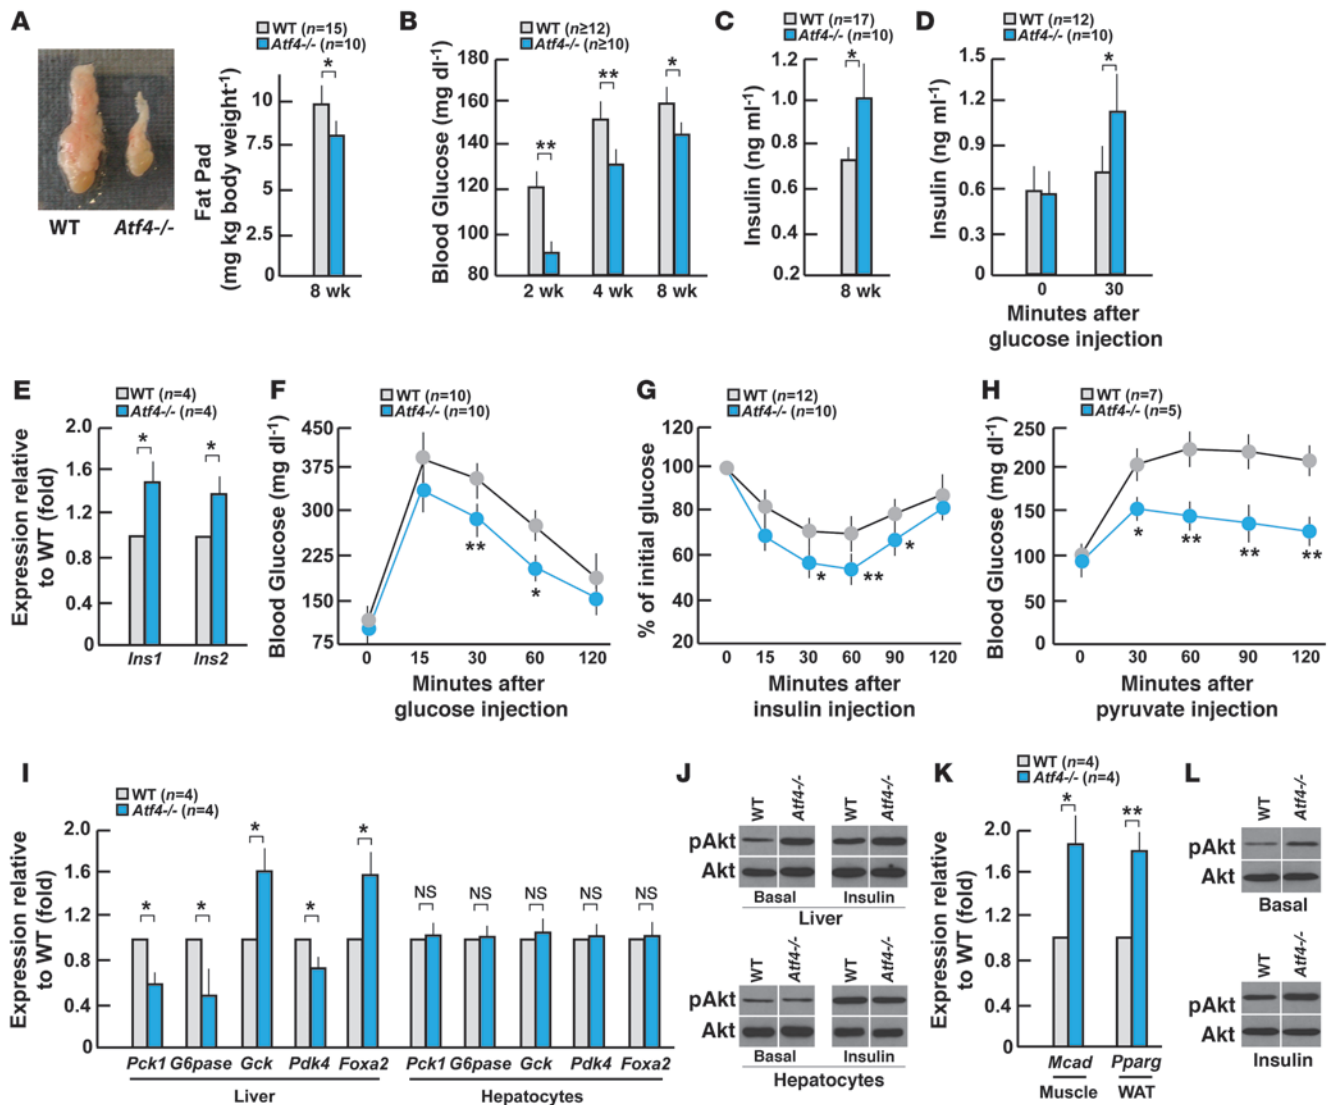 A
WT
Atf4-/-
WT (n=15)
Atf4-/- (n=10)
Fat Pad
(mg kg body weight-1)
10
7.5
5
2.5
0
*
8 wk
B
WT (n≥12)
Atf4-/- (n≥10)
Blood Glucose (mg dl-1)
180
160
140
120
100
80
**
**
*
2 wk
4 wk
8 wk
C
WT (n=17)
Atf4-/- (n=10)
Insulin (ng ml-1)
1.2
1.0
0.8
0.6
0.4
0.2
*
8 wk
D
WT (n=12)
Atf4-/- (n=10)
Insulin (ng ml-1)
1.5
1.2
0.9
0.6
0.3
0
*
0
30
Minutes after
glucose injection
E
WT (n=4)
Atf4-/- (n=4)
Expression relative
to WT (fold)
2.0
1.6
1.2
0.8
0.4
0
*
*
Ins1
Ins2
F
WT (n=10)
Atf4-/- (n=10)
Blood Glucose (mg dl-1)
450
375
300
225
150
75
**
*
0 15 30 60 120
Minutes after
glucose injection
G
WT (n=12)
Atf4-/- (n=10)
% of initial glucose
120
100
80
60
40
20
*
**
*
0 15 30 60 90 120
Minutes after
insulin injection
H
WT (n=7)
Atf4-/- (n=5)
Blood Glucose (mg dl-1)
250
200
150
100
50
0
*
**
**
**
0 30 60 90 120
Minutes after
pyruvate injection
I
WT (n=4)
Atf4-/- (n=4)
Expression relative
to WT (fold)
2.0
1.6
1.2
0.8
0.4
0
* * * * *
NS NS NS NS NS
Pck1 G6pase Gck Pdk4 Foxa2 Pck1 G6pase Gck Pdk4 Foxa2
Liver
Hepatocytes
J
WT Atf4-/- WT Atf4-/-
pAkt
Akt
Basal Insulin
Liver
WT Atf4-/- WT Atf4-/-
pAkt
Akt
Basal Insulin
Hepatocytes
K
WT (n=4)
Atf4-/- (n=4)
Expression relative
to WT (fold)
2.0
1.6
1.2
0.8
0.4
0
*
**
Mcad Pparg
Muscle WAT
L
WT Atf4-/-
pAkt
Akt
Basal
WT Atf4-/-
pAkt
Akt
Insulin